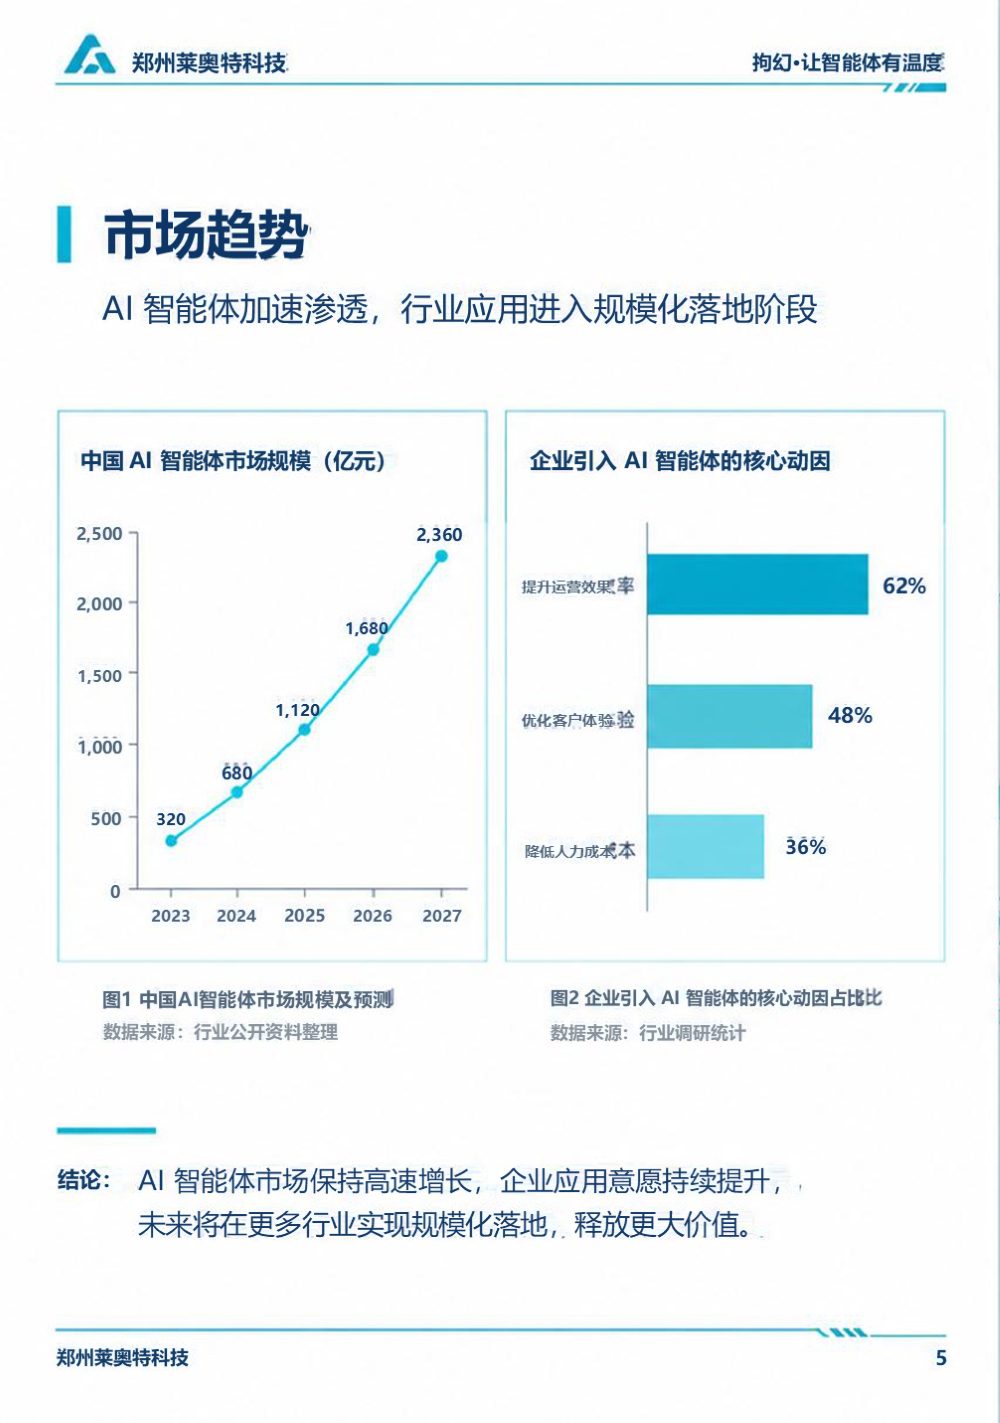 郑州莱奥特科技
拘幻·让智能体有温度
市场趋势
AI 智能体加速渗透，行业应用进入规模化落地阶段
中国 AI 智能体市场规模（亿元）
2,500
2,000
1,500
1,000
500
0
320
680
1,120
1,680
2,360
2023 2024 2025 2026 2027
企业引入 AI 智能体的核心动因
提升运营效果率 62%
优化客户体验验 48%
降低人力成本本 36%
图1 中国AI智能体市场规模及预测
数据来源：行业公开资料整理
图2 企业引入 AI 智能体的核心动因占比比
数据来源：行业调研统计
结论： AI 智能体市场保持高速增长，企业应用意愿持续提升，
未来将在更多行业实现规模化落地，释放更大价值。
郑州莱奥特科技
5